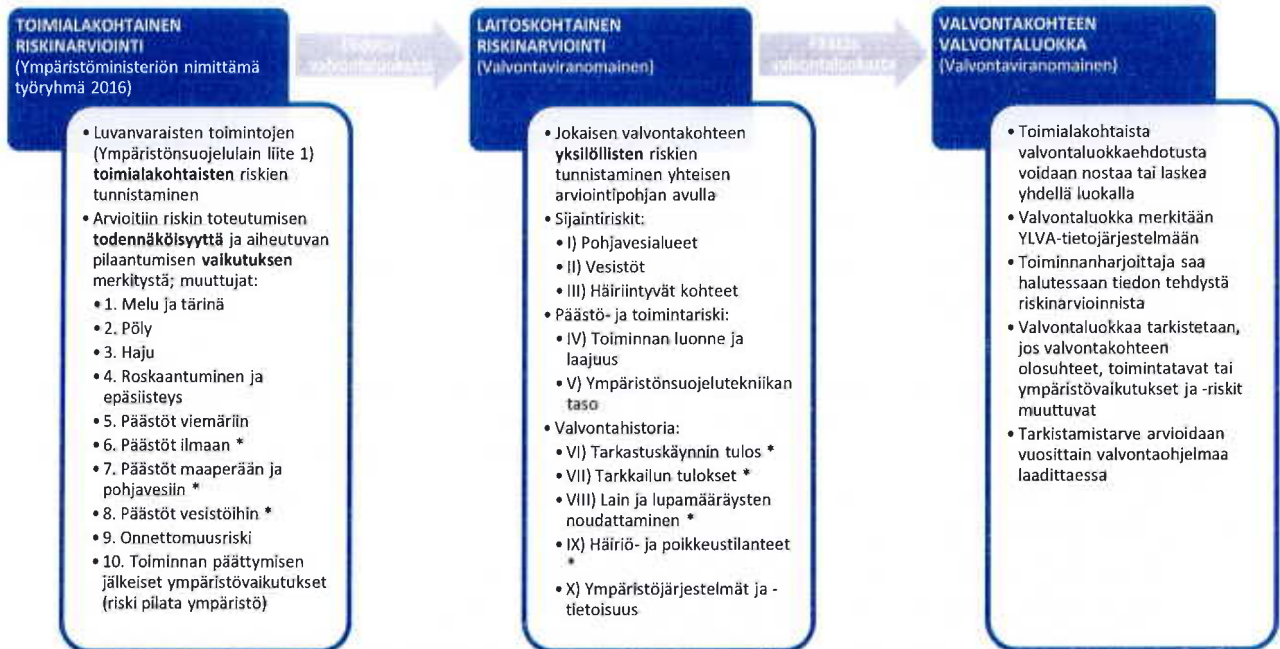 TOIMIALAKOHTAINEN
RISKINARVIOINTI
(Ympäristöministeriön nimittämä
työryhmä 2016)
• Luvanvaraisten toimintojen
(Ympäristönsuojelulain liite 1)
toimialakohtaisten riskien
tunnistaminen
• Arvioitiin riskin toteutumisen
todennäköisyyttä ja aiheutuvan
pilaantumisen vaikutuksen
merkitystä; muuttujat:
• 1. Melu ja tärinä
• 2. Pöly
• 3. Haju
• 4. Roskaantuminen ja
epäsiisteys
• 5. Päästöt viemäriin
• 6. Päästöt ilmaan *
• 7. Päästöt maaperään ja
pohjavesiin *
• 8. Päästöt vesistöihin *
• 9. Onnettomuusriski
• 10. Toiminnan päättymisen
jälkeiset ympäristövaikutukset
(riski pilata ympäristö)
LAITOSKOHTAINEN
RISKINARVIOINTI
(Valvontaviranomainen)
• Jokaisen valvontakohteen
yksilöllisten riskien
tunnistaminen yhteisen
arviointipohjan avulla
• Sijaintiriskit:
• I) Pohjavesialueet
• II) Vesistöt
• III) Häiriintyvät kohteet
• Päästö- ja toimintariski:
• IV) Toiminnan luonne ja
laajuus
• V) Ympäristönsuojelutekniikan
taso
• Valvontahistoria:
• VI) Tarkastuskäynnin tulos *
• VII) Tarkkailun tulokset *
• VIII) Lain ja lupamääräysten
noudattaminen *
• IX) Häiriö- ja poikkeustilanteet
*
• X) Ympäristöjärjestelmät ja -
tietoisuus
VALVONTAKOHTEEN
VALVONTALUOKKA
(Valvontaviranomainen)
• Toimialakohtaista
valvontaluokkaehdotusta
voidaan nostaa tai laskea
yhdellä luokalla
• Valvontaluokka merkitään
YLVA-tietojärjestelmään
• Toiminnanharjoittaja saa
halutessaan tiedon tehdystä
riskinarvioinnista
• Valvontaluokkaa tarkistetaan,
jos valvontakohteen
olosuhteet, toimintatavat tai
ympäristövaikutukset ja -riskit
muuttuvat
• Tarkistamistarve arvioidaan
vuosittain valvontaohjelmaa
laadittaessa